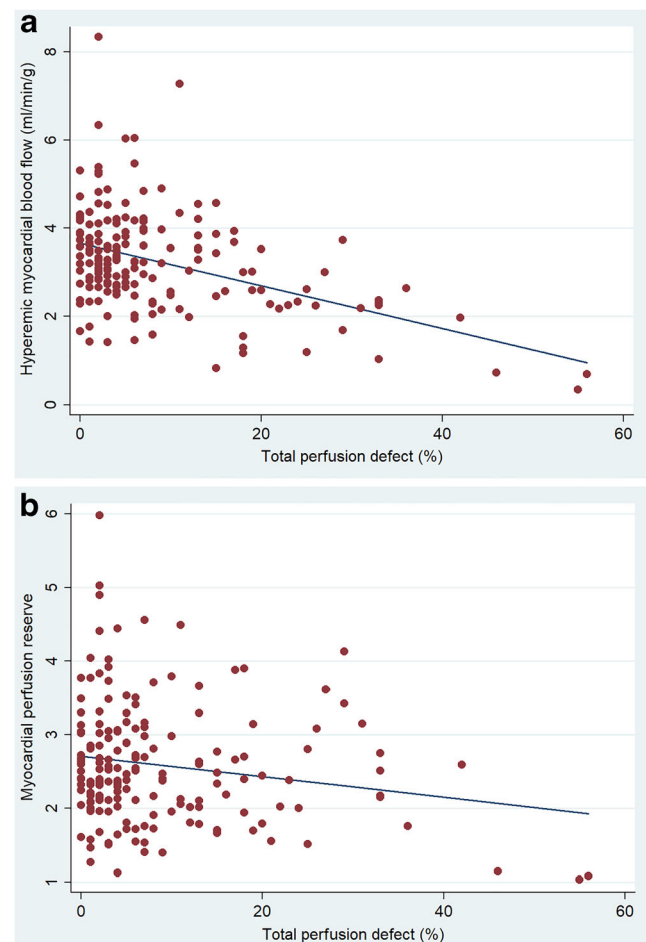 a
Hyperemic myocardial blood flow (ml/min/g)
8
6
4
2
0
0 20 40 60
Total perfusion defect (%)
b
Myocardial perfusion reserve
6
5
4
3
2
1
0 20 40 60
Total perfusion defect (%)